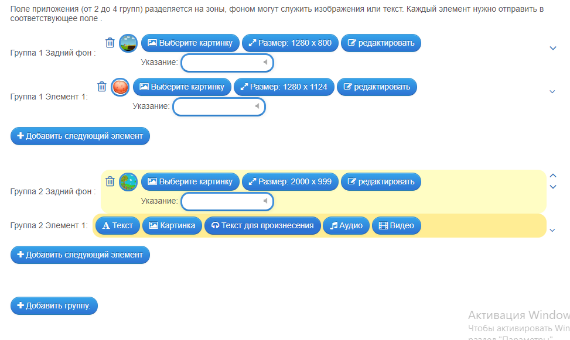 Поле приложения (от 2 до 4 групп) разделяется на зоны, фоном могут служить изображения или текст. Каждый элемент нужно отправить в
соответствующее поле .
Группа 1 Задний фон : Выберите картинку Размер: 1280 x 800 редактировать
Указание:
Группа 1 Элемент 1: Выберите картинку Размер: 1280 x 1124 редактировать
Указание:
Добавить следующий элемент
Группа 2 Задний фон : Выберите картинку Размер: 2000 x 999 редактировать
Указание:
Группа 2 Элемент 1: Текст Картинка Текст для произнесения Аудио Видео
Добавить следующий элемент
Добавить группу
Активация Window
Чтобы активировать Win
раздел "Параметры"